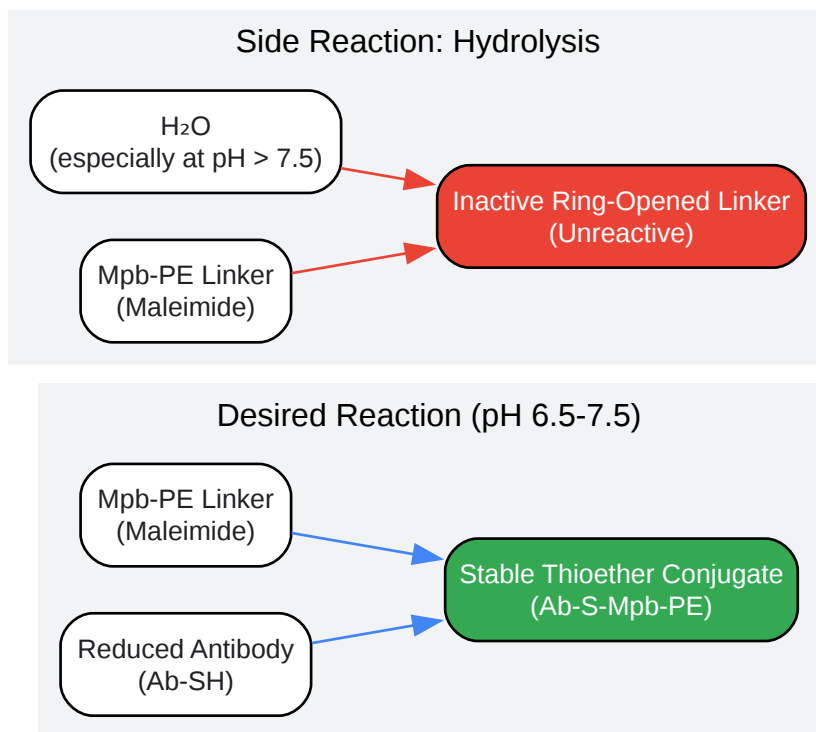 Side Reaction: Hydrolysis
H₂O
(especially at pH > 7.5)
Inactive Ring-Opened Linker
(Unreactive)
Mpb-PE Linker
(Maleimide)
Desired Reaction (pH 6.5-7.5)
Mpb-PE Linker
(Maleimide)
Stable Thioether Conjugate
(Ab-S-Mpb-PE)
Reduced Antibody
(Ab-SH)